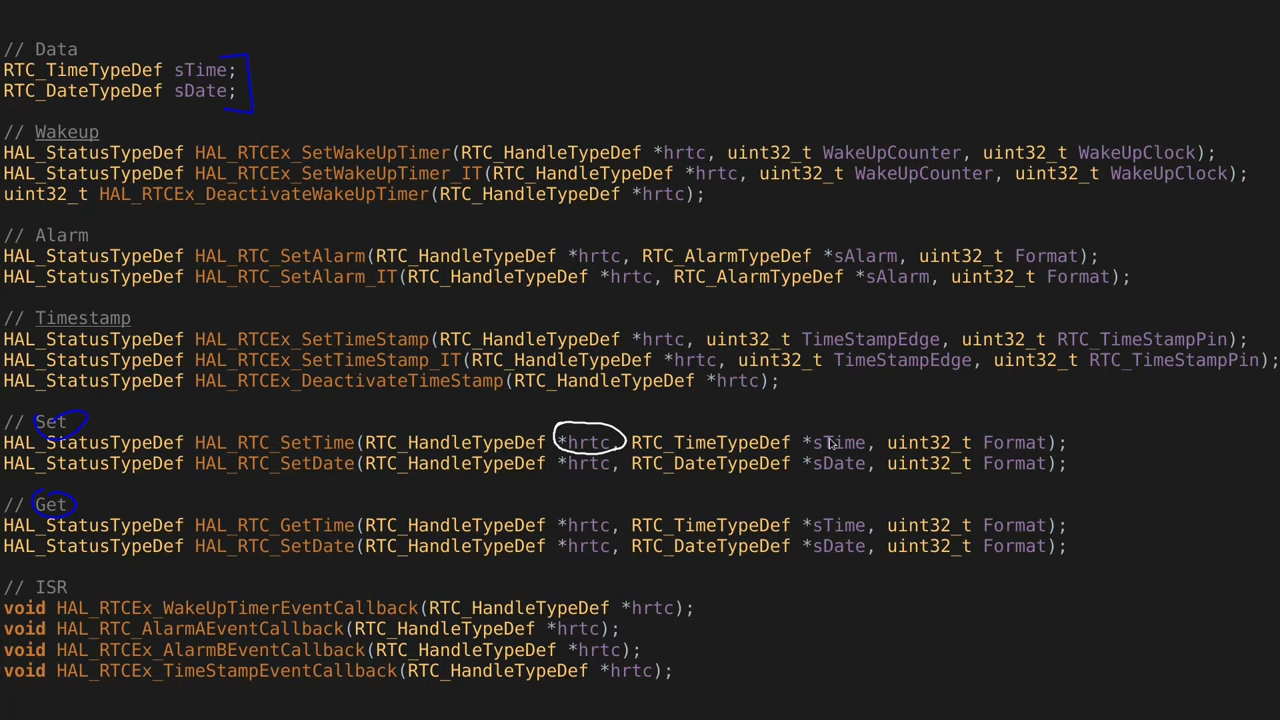 // Data
RTC_TimeTypeDef sTime;
RTC_DateTypeDef sDate;
// Wakeup
HAL_StatusTypeDef HAL_RTCEx_SetWakeUpTimer(RTC_HandleTypeDef *hrtc, uint32_t WakeUpCounter, uint32_t WakeUpClock);
HAL_StatusTypeDef HAL_RTCEx_SetWakeUpTimer_IT(RTC_HandleTypeDef *hrtc, uint32_t WakeUpCounter, uint32_t WakeUpClock);
uint32_t HAL_RTCEx_DeactivateWakeUpTimer(RTC_HandleTypeDef *hrtc);
// Alarm
HAL_StatusTypeDef HAL_RTC_SetAlarm(RTC_HandleTypeDef *hrtc, RTC_AlarmTypeDef *sAlarm, uint32_t Format);
HAL_StatusTypeDef HAL_RTC_SetAlarm_IT(RTC_HandleTypeDef *hrtc, RTC_AlarmTypeDef *sAlarm, uint32_t Format);
// Timestamp
HAL_StatusTypeDef HAL_RTCEx_SetTimeStamp(RTC_HandleTypeDef *hrtc, uint32_t TimeStampEdge, uint32_t RTC_TimeStampPin);
HAL_StatusTypeDef HAL_RTCEx_SetTimeStamp_IT(RTC_HandleTypeDef *hrtc, uint32_t TimeStampEdge, uint32_t RTC_TimeStampPin);
HAL_StatusTypeDef HAL_RTCEx_DeactivateTimeStamp(RTC_HandleTypeDef *hrtc);
// Set
HAL_StatusTypeDef HAL_RTC_SetTime(RTC_HandleTypeDef *hrtc, RTC_TimeTypeDef *sTime, uint32_t Format);
HAL_StatusTypeDef HAL_RTC_SetDate(RTC_HandleTypeDef *hrtc, RTC_DateTypeDef *sDate, uint32_t Format);
// Get
HAL_StatusTypeDef HAL_RTC_GetTime(RTC_HandleTypeDef *hrtc, RTC_TimeTypeDef *sTime, uint32_t Format);
HAL_StatusTypeDef HAL_RTC_SetDate(RTC_HandleTypeDef *hrtc, RTC_DateTypeDef *sDate, uint32_t Format);
// ISR
void HAL_RTCEx_WakeUpTimerEventCallback(RTC_HandleTypeDef *hrtc);
void HAL_RTC_AlarmAEventCallback(RTC_HandleTypeDef *hrtc);
void HAL_RTCEx_AlarmBEventCallback(RTC_HandleTypeDef *hrtc);
void HAL_RTCEx_TimeStampEventCallback(RTC_HandleTypeDef *hrtc);